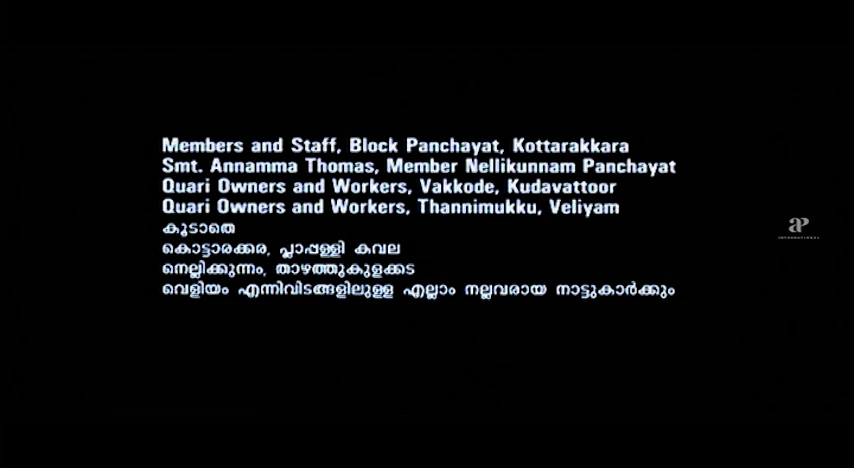 Members and Staff, Block Panchayat, Kottarakkara
Smt. Annamma Thomas, Member Nellikunnam Panchayat
Quari Owners and Workers, Vakkode, Kudavattoor
Quari Owners and Workers, Thannimukku, Veliyam
കൂടാതെ
കൊട്ടാരക്കര, പ്ലാപ്പള്ളി കവല
നെല്ലിക്കുന്നം, താഴത്തുകുളക്കട
വെളിയം എന്നിവിടങ്ങളിലുള്ള എല്ലാം നല്ലവരായ നാട്ടുകാർക്കും
AP
INTERNATIONAL